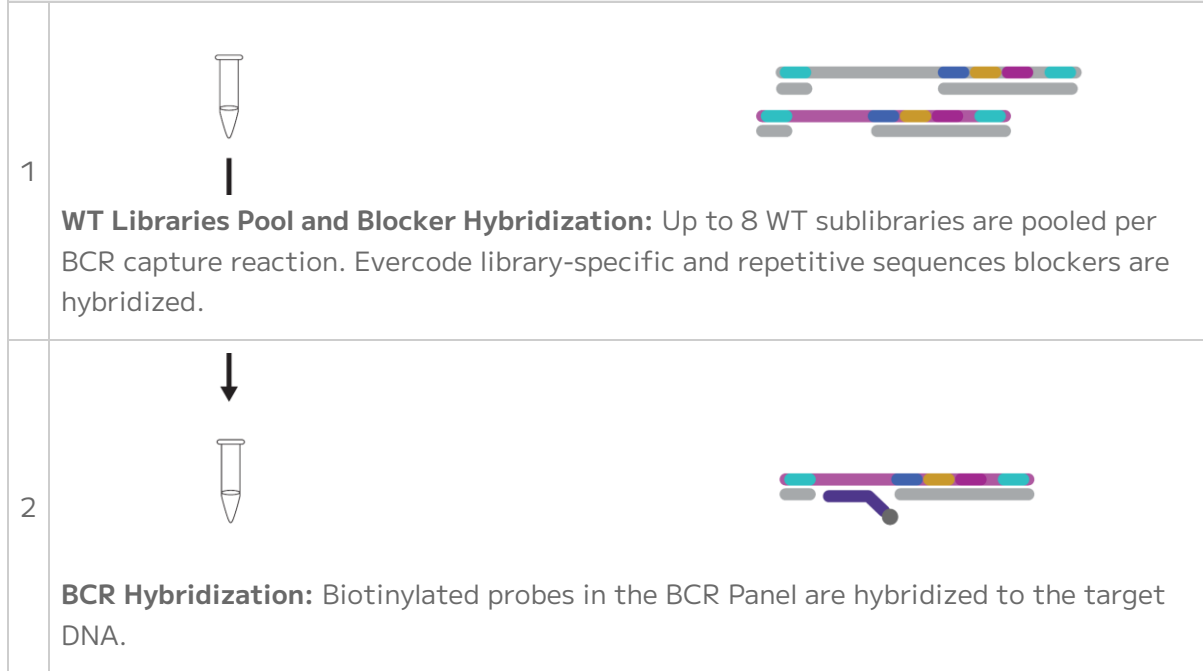 1
WT Libraries Pool and Blocker Hybridization: Up to 8 WT sublibraries are pooled per
BCR capture reaction. Evercode library-specific and repetitive sequences blockers are
hybridized.
2
BCR Hybridization: Biotinylated probes in the BCR Panel are hybridized to the target
DNA.